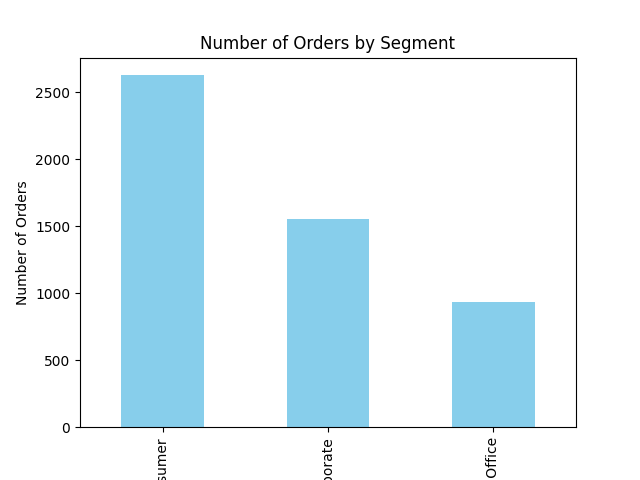 Number of Orders by Segment
Number of Orders
2500
2000
1500
1000
500
0
sumer
porate
Office